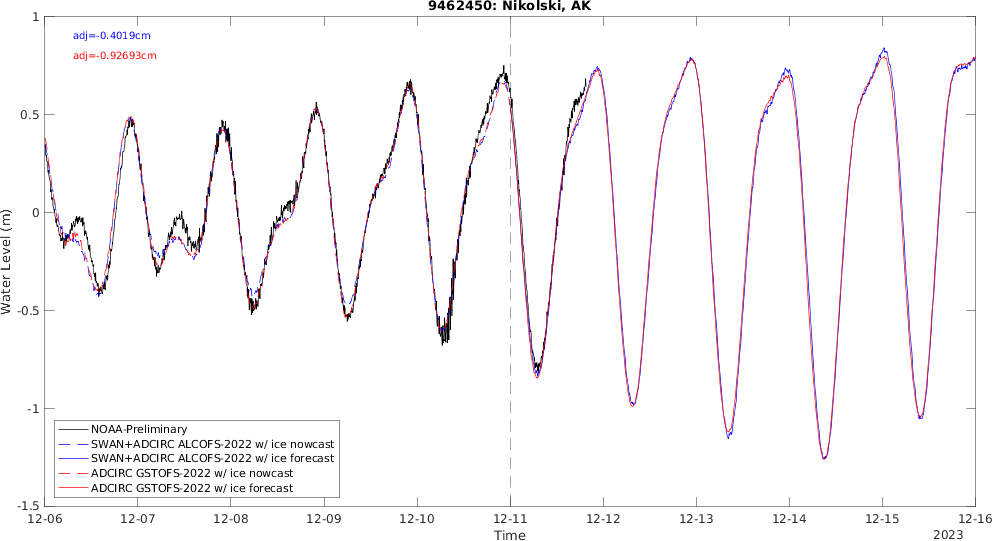 9462450: Nikolski, AK
adj=-0.4019cm
adj=-0.92693cm
1
0.5
0
-0.5
-1
-1.5
Water Level (m)
NOAA-Preliminary
SWAN+ADCIRC ALCOFS-2022 w/ ice nowcast
SWAN+ADCIRC ALCOFS-2022 w/ ice forecast
ADCIRC GSTOFS-2022 w/ ice nowcast
ADCIRC GSTOFS-2022 w/ ice forecast
12-06 12-07 12-08 12-09 12-10 12-11 12-12 12-13 12-14 12-15 12-16
Time
2023